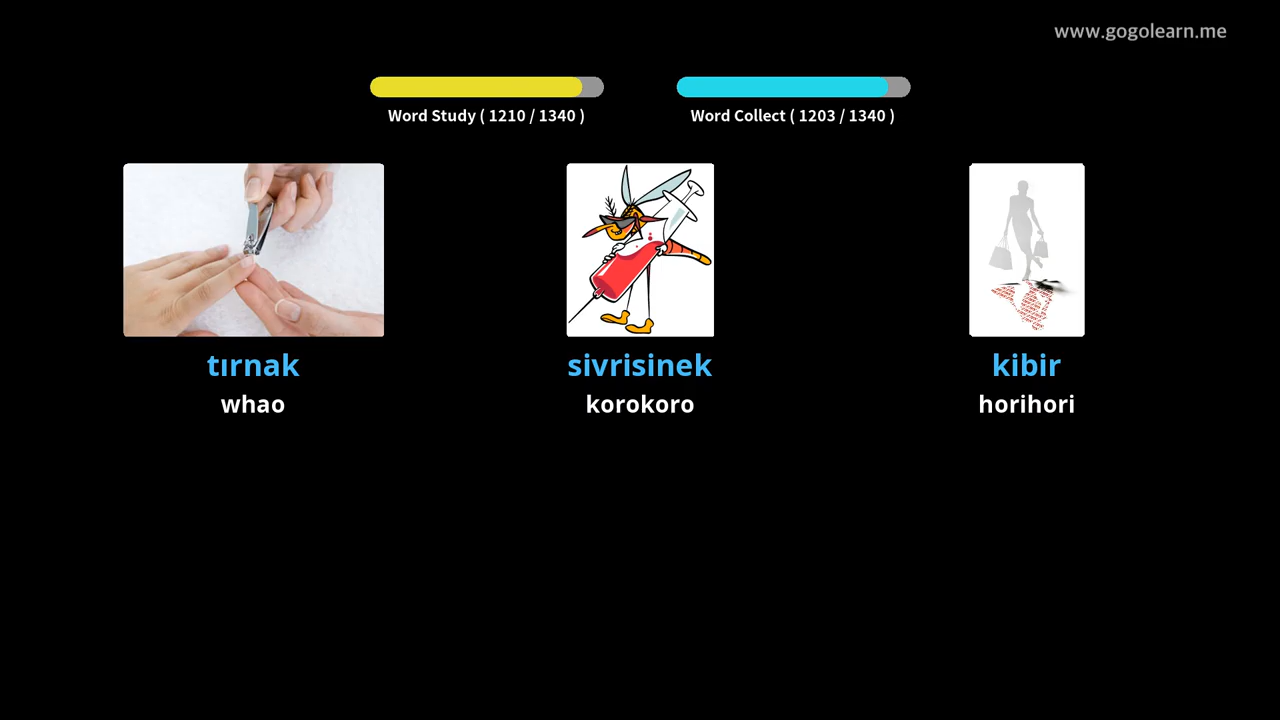 www.gogolearn.me
Word Study ( 1210 / 1340 )
Word Collect ( 1203 / 1340 )
tırnak
sivrisinek
kibir
whao
korokoro
horihori